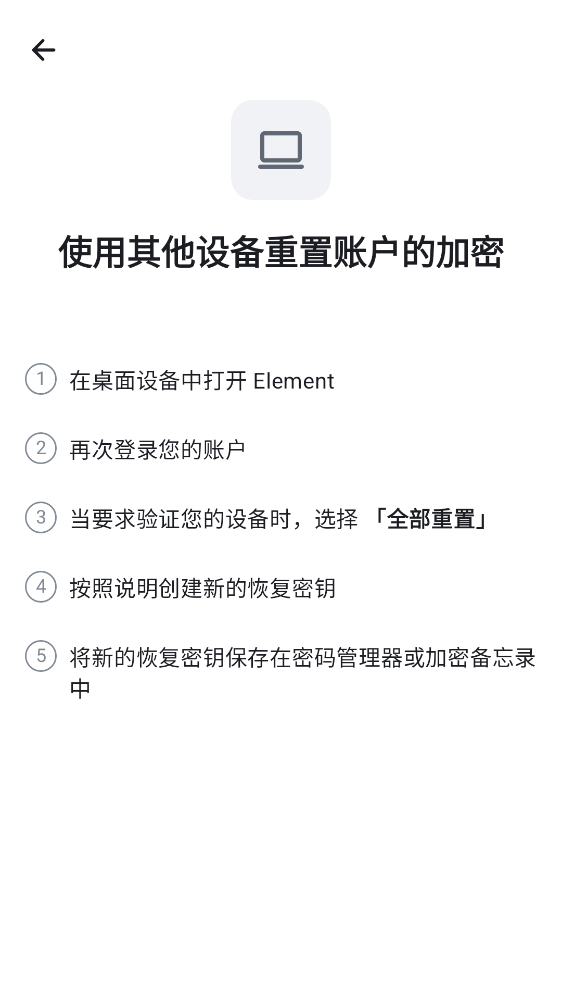 使用其他设备重置账户的加密
1 在桌面设备中打开 Element
2 再次登录您的账户
3 当要求验证您的设备时，选择 「全部重置」
4 按照说明创建新的恢复密钥
5 将新的恢复密钥保存在密码管理器或加密备忘录
中